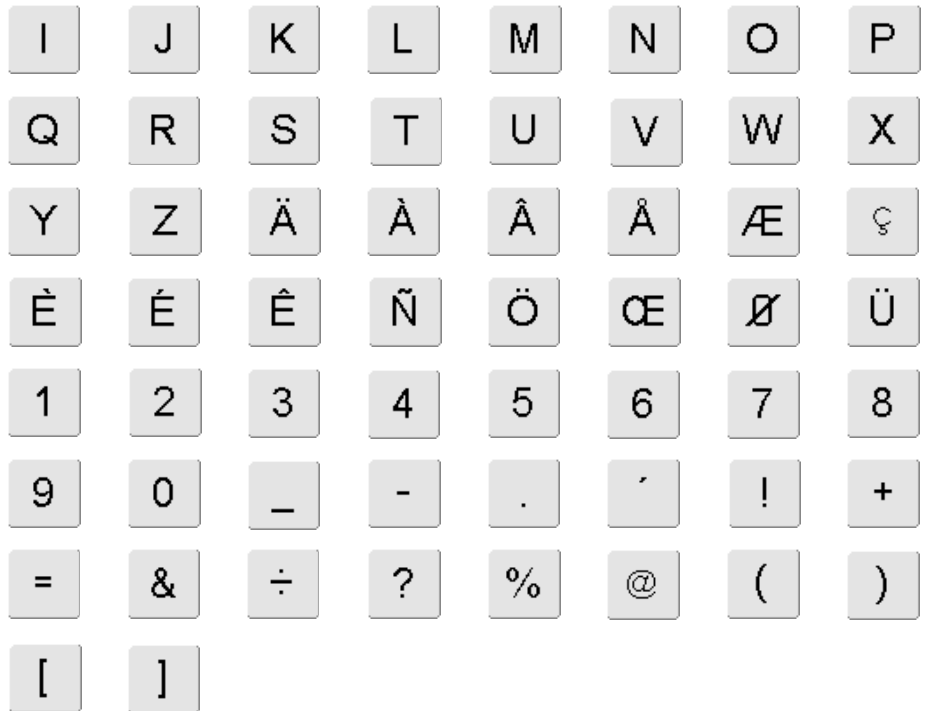 I J K L M N O P
Q R S T U V W X
Y Z Ä À Â Å Æ ç
È É Ê Ñ Ö Œ Ø Ü
1 2 3 4 5 6 7 8
9 0 _ - . ´ ! +
= & ÷ ? % @ ( )
[ ]